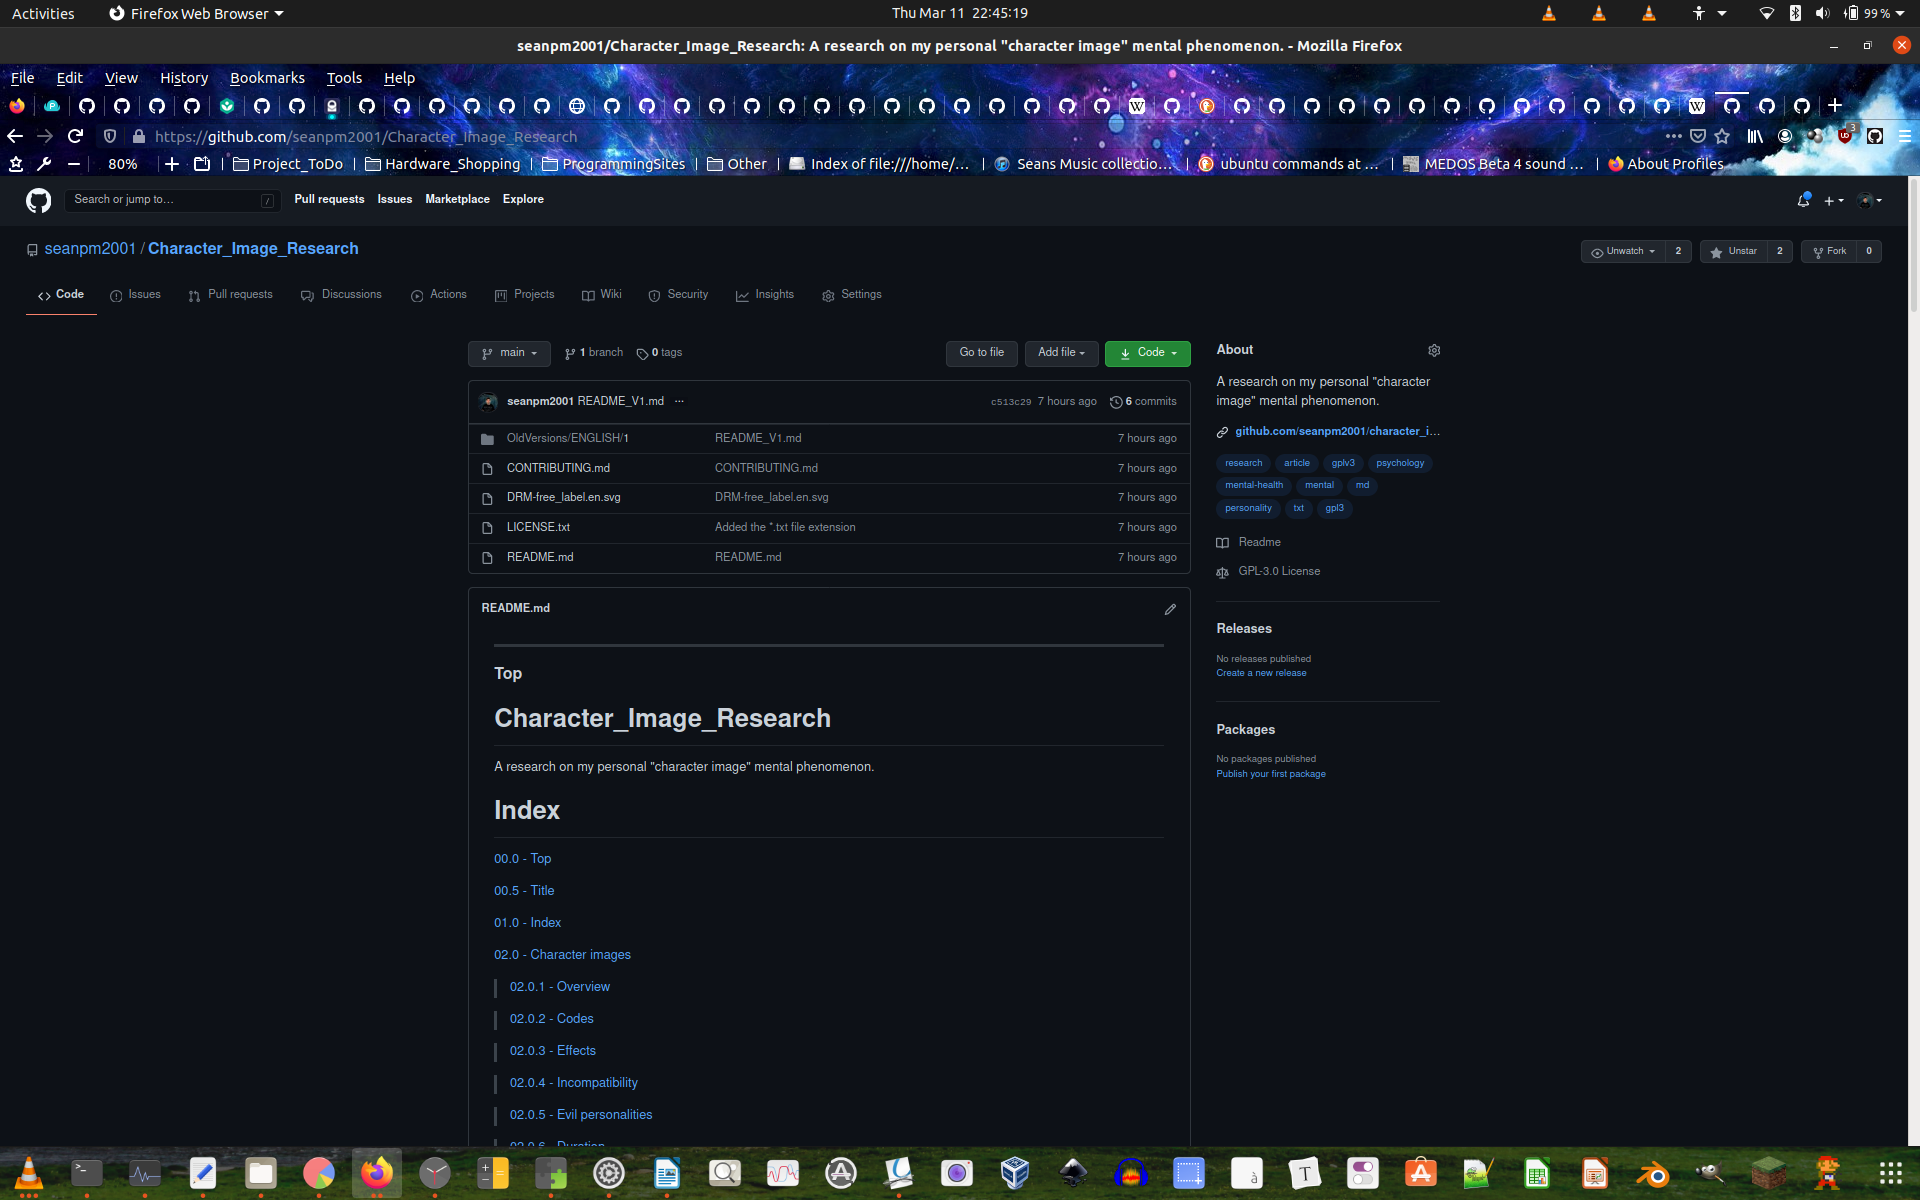 Activities Firefox Web Browser Thu Mar 11 22:45:19 99 %
seanpm2001/Character_Image_Research: A research on my personal "character image" mental phenomenon. - Mozilla Firefox
File Edit View History Bookmarks Tools Help
https://github.com/seanpm2001/Character_Image_Research 3
80% Project_ToDo Hardware_Shopping ProgrammingSites Other Index of file:///home/... Seans Music collectio... ubuntu commands at ... MEDOS Beta 4 sound ... About Profiles
Search or jump to... / Pull requests Issues Marketplace Explore
seanpm2001 / Character_Image_Research Unwatch 2 Unstar 2 Fork 0
Code Issues Pull requests Discussions Actions Projects Wiki Security Insights Settings
main 1 branch 0 tags Go to file Add file Code
seanpm2001 README_V1.md ... c513c29 7 hours ago 6 commits
OldVersions/ENGLISH/1 README_V1.md 7 hours ago
CONTRIBUTING.md CONTRIBUTING.md 7 hours ago
DRM-free_label.en.svg DRM-free_label.en.svg 7 hours ago
LICENSE.txt Added the *.txt file extension 7 hours ago
README.md README.md 7 hours ago
README.md
Top
Character_Image_Research
A research on my personal "character image" mental phenomenon.
Index
00.0 - Top
00.5 - Title
01.0 - Index
02.0 - Character images
02.0.1 - Overview
02.0.2 - Codes
02.0.3 - Effects
02.0.4 - Incompatibility
02.0.5 - Evil personalities
02.0.6 - Duration
About
A research on my personal "character
image" mental phenomenon.
github.com/seanpm2001/character_i...
research article gplv3 psychology
mental-health mental md
personality txt gpl3
Readme
GPL-3.0 License
Releases
No releases published
Create a new release
Packages
No packages published
Publish your first package